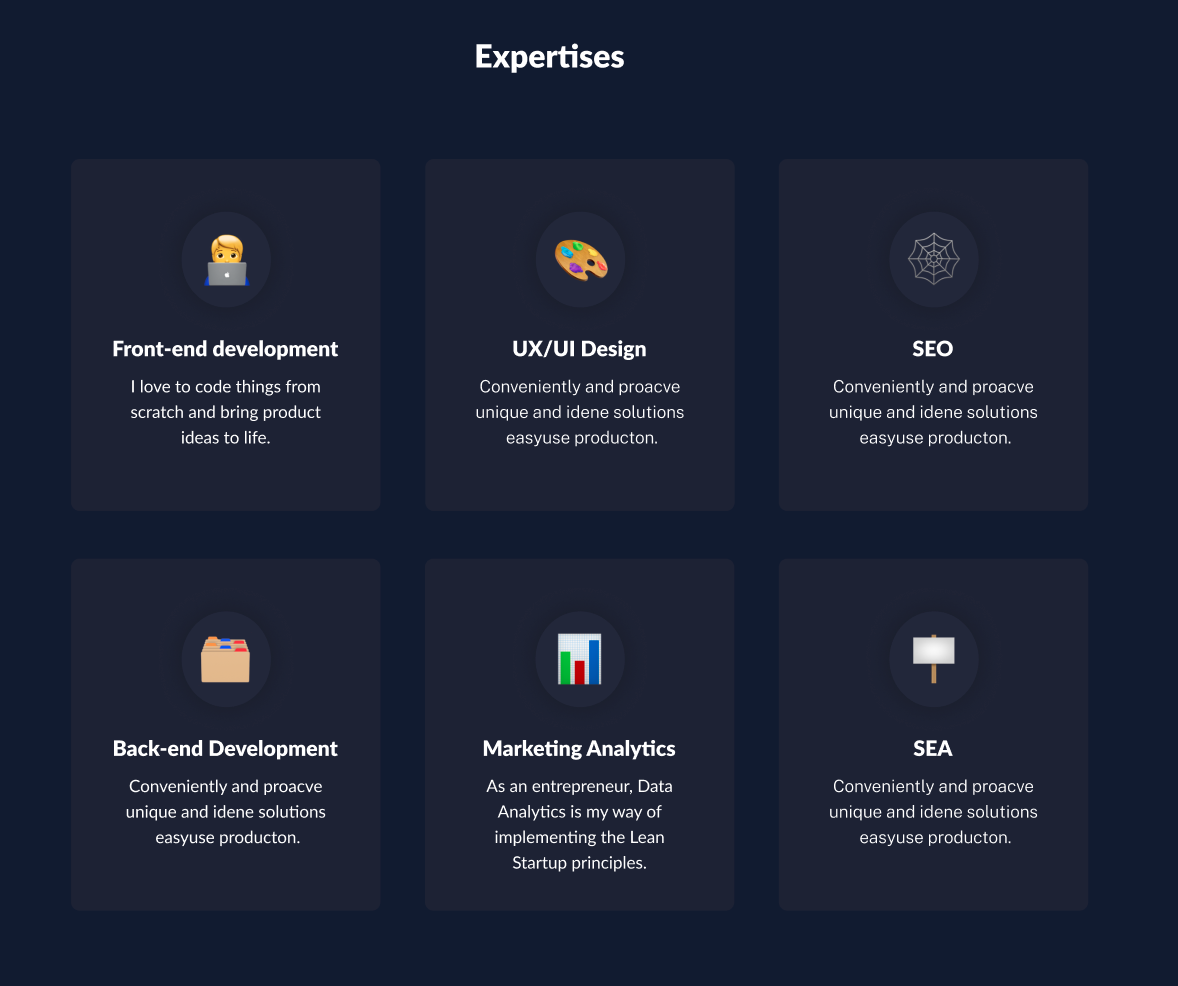 Expertises
Front-end development
I love to code things from
scratch and bring product
ideas to life.
UX/UI Design
Conveniently and proacve
unique and idene solutions
easyuse producton.
SEO
Conveniently and proacve
unique and idene solutions
easyuse producton.
Back-end Development
Conveniently and proacve
unique and idene solutions
easyuse producton.
Marketing Analytics
As an entrepreneur, Data
Analytics is my way of
implementing the Lean
Startup principles.
SEA
Conveniently and proacve
unique and idene solutions
easyuse producton.